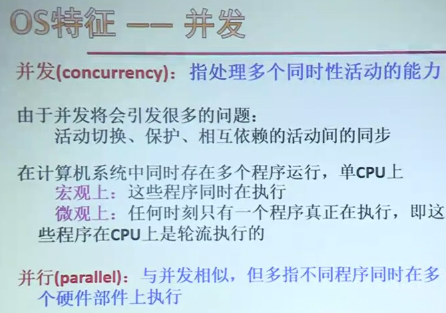 OS特征 —— 并发
并发(concurrency)：指处理多个同时性活动的能力
由于并发将会引发很多的问题：
活动切换、保护、相互依赖的活动间的同步
在计算机系统中同时存在多个程序运行，单CPU上
宏观上：这些程序同时在执行
微观上：任何时刻只有一个程序真正在执行，即这
些程序在CPU上是轮流执行的
并行(parallel)：与并发相似，但多指不同程序同时在多
个硬件部件上执行